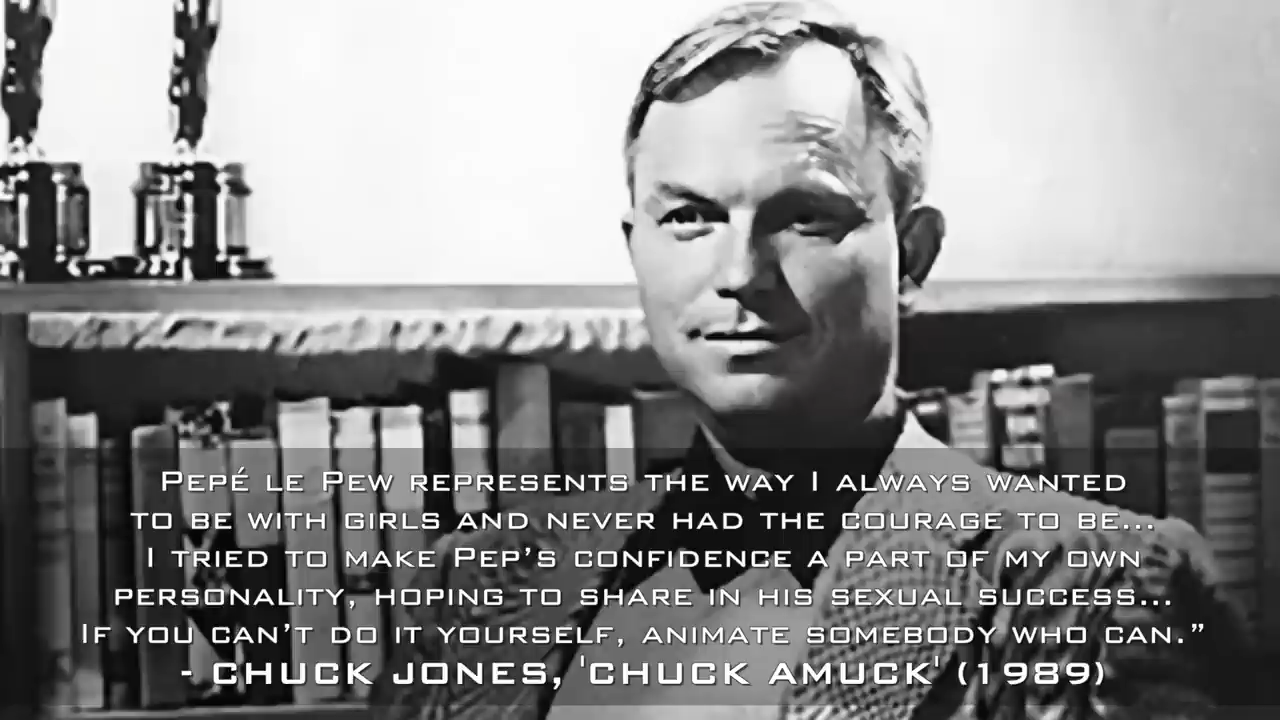 Pepé le Pew represents the way I always wanted
to be with girls and never had the courage to be...
I tried to make Pep's confidence a part of my own
personality, hoping to share in his sexual success...
If you can't do it yourself, animate somebody who can.”
- CHUCK JONES, 'CHUCK AMUCK' (1989)